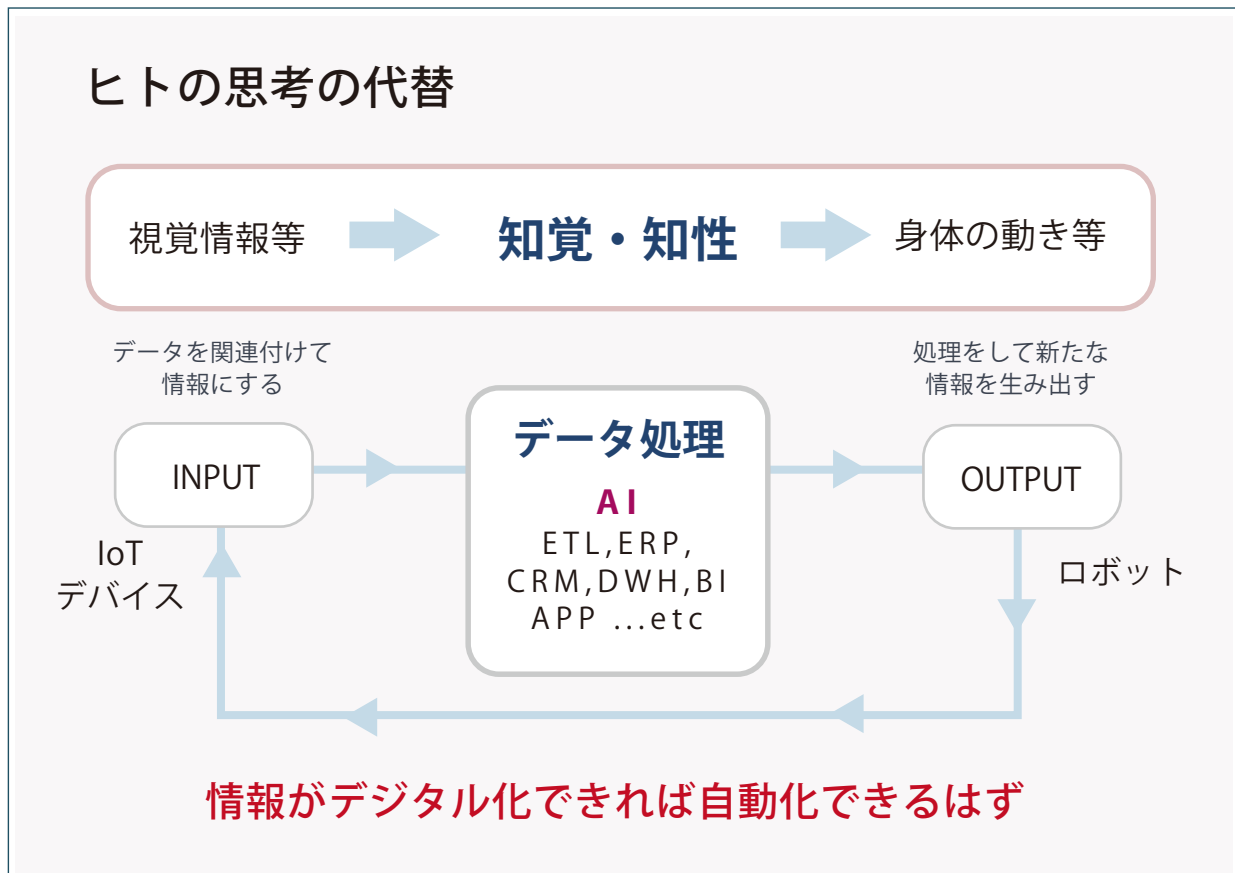 ヒトの思考の代替
視覚情報等
知覚・知性
身体の動き等
データを関連付けて
情報にする
処理をして新たな
情報を生み出す
INPUT
データ処理
AI
ETL,ERP,
CRM,DWH,BI
APP ...etc
OUTPUT
IoT
デバイス
ロボット
情報がデジタル化できれば自動化できるはず